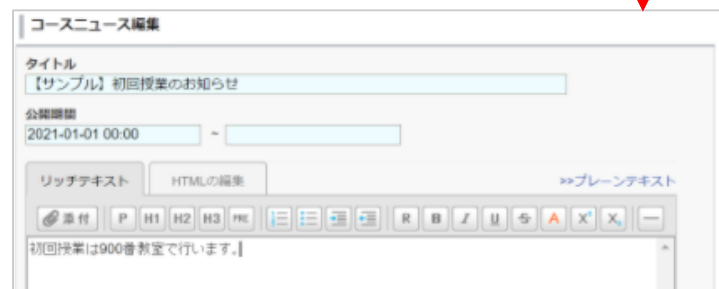 コースニュース編集
タイトル
【サンプル】初回授業のお知らせ
公開期間
2021-01-01 00:00 ~
リッチテキスト HTMLの編集 >>プレーンテキスト
添付 P H1 H2 H3 PRE R B I U S A X² X₂
初回授業は900番教室で行います。